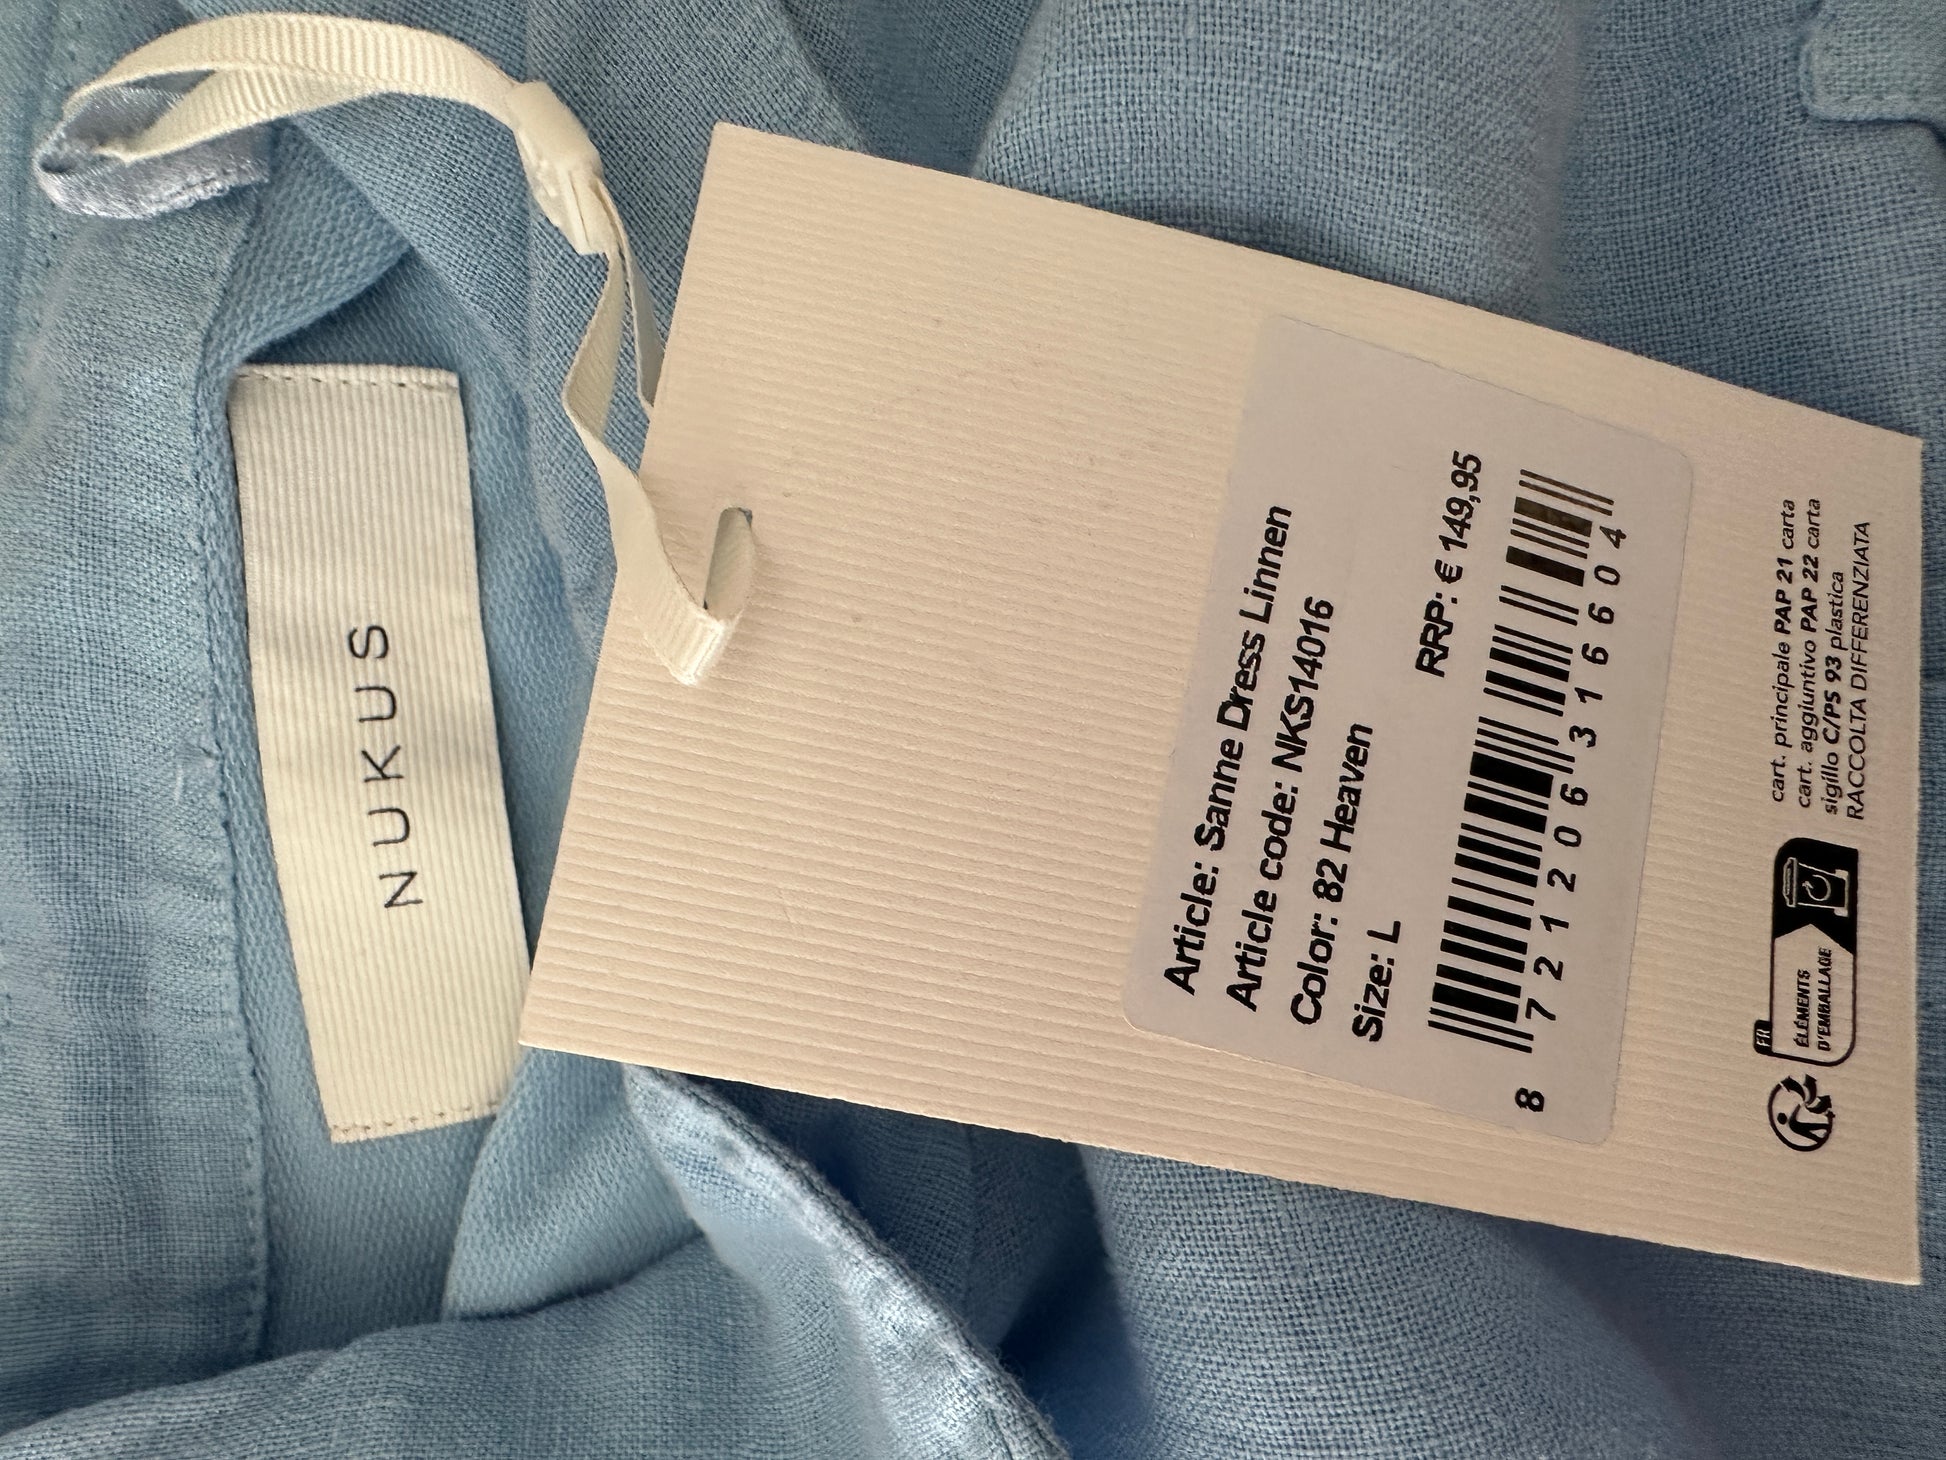 NUKUS
Article: Sanne Dress Linnen
Article code: NKS14016
Color: 82 Heaven
Size: L
RRP: € 149,95
8 721206 316604
FR
ÉLÉMENTS
D'EMBALLAGE
cart. principale PAP 21 carta
cart. aggiuntivo PAP 22 carta
sigillo C/PS 93 plastica
RACCOLTA DIFFERENZIATA